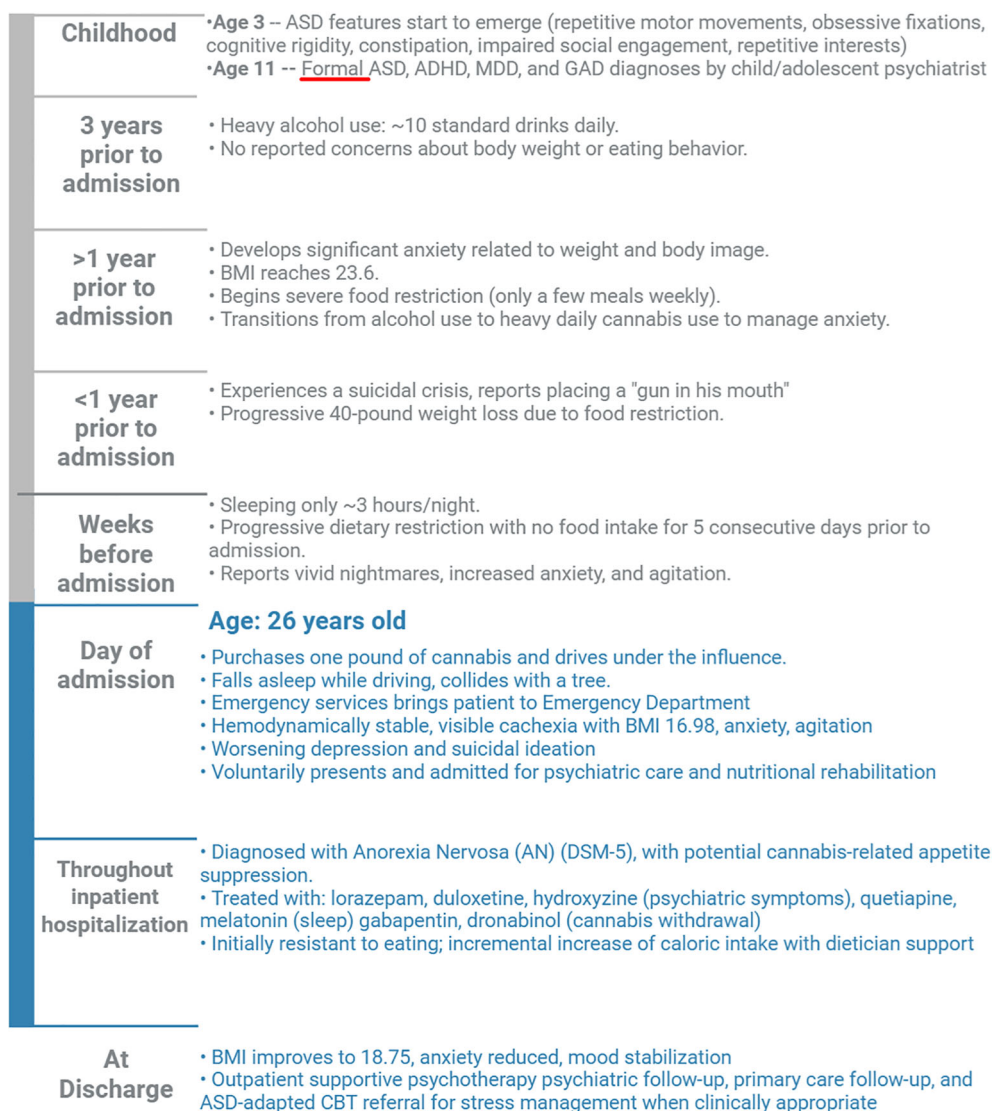 Childhood
•Age 3 -- ASD features start to emerge (repetitive motor movements, obsessive fixations,
cognitive rigidity, constipation, impaired social engagement, repetitive interests)
•Age 11 -- Formal ASD, ADHD, MDD, and GAD diagnoses by child/adolescent psychiatrist
3 years
prior to
admission
• Heavy alcohol use: ~10 standard drinks daily.
• No reported concerns about body weight or eating behavior.
>1 year
prior to
admission
• Develops significant anxiety related to weight and body image.
• BMI reaches 23.6.
• Begins severe food restriction (only a few meals weekly).
• Transitions from alcohol use to heavy daily cannabis use to manage anxiety.
<1 year
prior to
admission
• Experiences a suicidal crisis, reports placing a "gun in his mouth"
• Progressive 40-pound weight loss due to food restriction.
Weeks
before
admission
• Sleeping only ~3 hours/night.
• Progressive dietary restriction with no food intake for 5 consecutive days prior to
admission.
• Reports vivid nightmares, increased anxiety, and agitation.
Day of
admission
Age: 26 years old
• Purchases one pound of cannabis and drives under the influence.
• Falls asleep while driving, collides with a tree.
• Emergency services brings patient to Emergency Department
• Hemodynamically stable, visible cachexia with BMI 16.98, anxiety, agitation
• Worsening depression and suicidal ideation
• Voluntarily presents and admitted for psychiatric care and nutritional rehabilitation
Throughout
inpatient
hospitalization
• Diagnosed with Anorexia Nervosa (AN) (DSM-5), with potential cannabis-related appetite
suppression.
• Treated with: lorazepam, duloxetine, hydroxyzine (psychiatric symptoms), quetiapine,
melatonin (sleep) gabapentin, dronabinol (cannabis withdrawal)
• Initially resistant to eating; incremental increase of caloric intake with dietician support
At
Discharge
• BMI improves to 18.75, anxiety reduced, mood stabilization
• Outpatient supportive psychotherapy psychiatric follow-up, primary care follow-up, and
ASD-adapted CBT referral for stress management when clinically appropriate